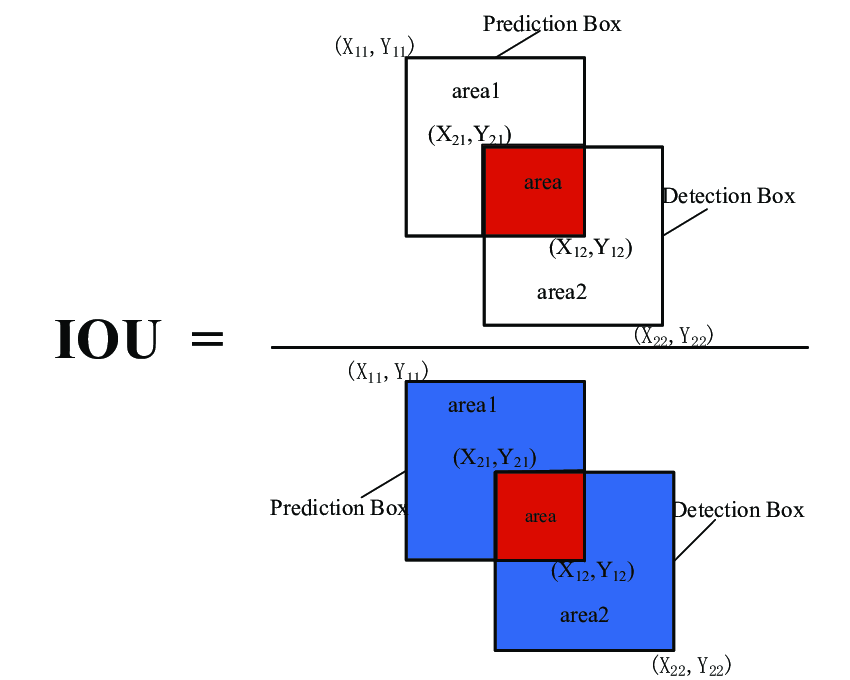 Prediction Box
(X₁₁, Y₁₁)
area1
(X₂₁,Y₂₁)
area
Detection Box
(X₁₂,Y₁₂)
area2
(X₂₂, Y₂₂)
IOU =
(X₁₁, Y₁₁)
area1
(X₂₁,Y₂₁)
Prediction Box
area
Detection Box
(X₁₂,Y₁₂)
area2
(X₂₂, Y₂₂)